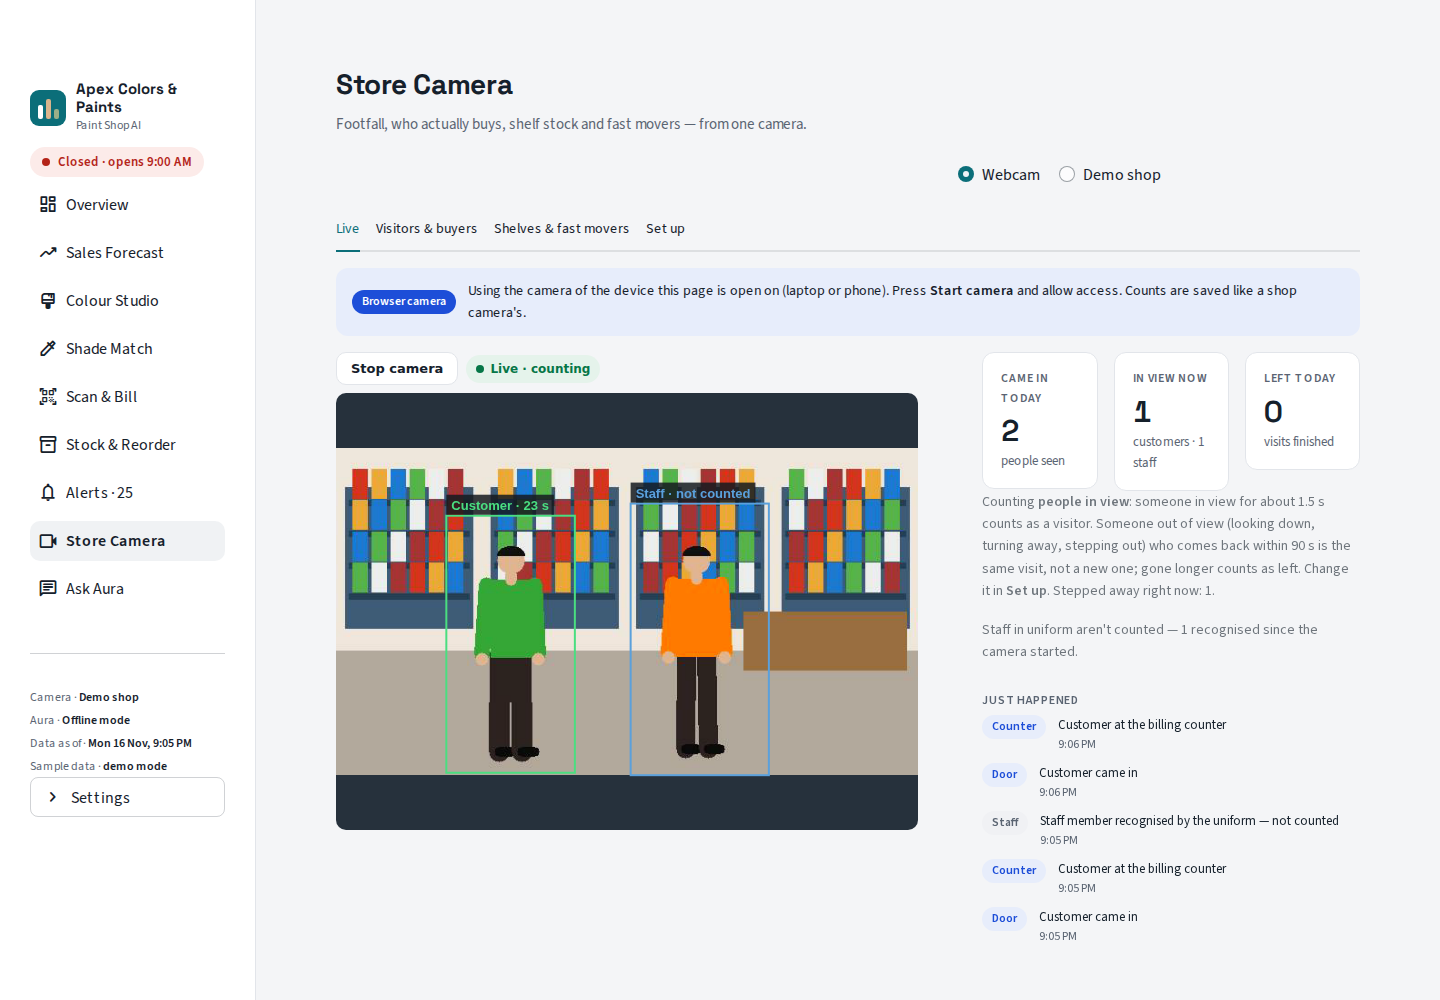 Apex Colors &
Paints
Paint Shop AI
Closed · opens 9:00 AM
Overview
Sales Forecast
Colour Studio
Shade Match
Scan & Bill
Stock & Reorder
Alerts · 25
Store Camera
Ask Aura
Camera · Demo shop
Aura · Offline mode
Data as of · Mon 16 Nov, 9:05 PM
Sample data · demo mode
Settings
Store Camera
Footfall, who actually buys, shelf stock and fast movers — from one camera.
Webcam
Demo shop
Live
Visitors & buyers
Shelves & fast movers
Set up
Browser camera
Using the camera of the device this page is open on (laptop or phone). Press Start camera and allow access. Counts are saved like a shop
camera's.
Stop camera
Live · counting
Customer · 23 s
Staff · not counted
CAME IN
TODAY
2
people seen
IN VIEW NOW
1
customers · 1
staff
LEFT TODAY
0
visits finished
Counting people in view: someone in view for about 1.5 s
counts as a visitor. Someone out of view (looking down,
turning away, stepping out) who comes back within 90 s is the
same visit, not a new one; gone longer counts as left. Change
it in Set up. Stepped away right now: 1.
Staff in uniform aren't counted — 1 recognised since the
camera started.
JUST HAPPENED
Counter
Customer at the billing counter
9:06 PM
Door
Customer came in
9:06 PM
Staff
Staff member recognised by the uniform — not counted
9:05 PM
Counter
Customer at the billing counter
9:05 PM
Door
Customer came in
9:05 PM